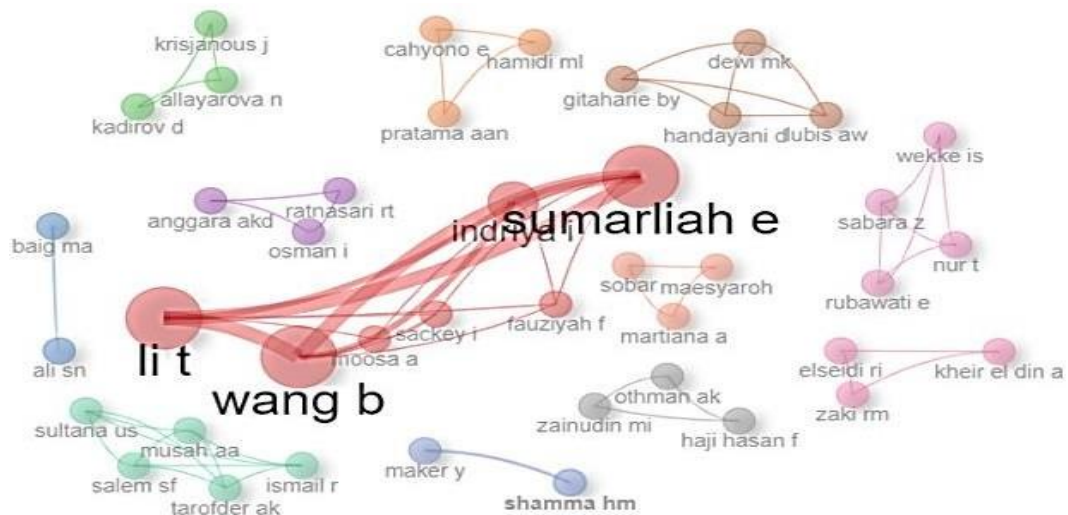 krisjanous j
allayarova n
kadirov d
cahyono e
hamidi ml
pratama aan
dewi mk
gitaharie by
handayani d
lubis aw
wekke is
sabara z
nur t
rubawati e
anggara akd
ratnasari rt
osman i
baig ma
ali sn
sumarliah e
indriya i
sobar
maesyaroh
martiana a
fauziyah f
sackey i
moosa a
li t
wang b
elseidi ri
kheir el din a
zaki rm
othman ak
zainudin mi
haji hasan f
sultana us
musah aa
salem sf
ismail r
tarofder ak
maker y
shamma hm